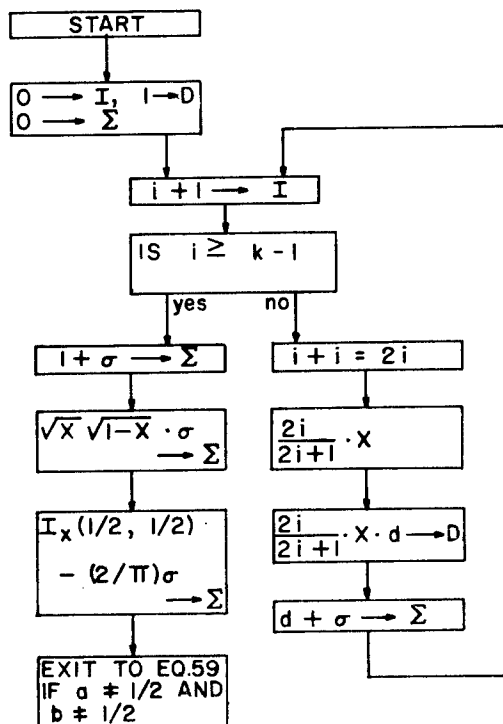 START
0 → I, 1 → D
0 → Σ
i + 1 → I
IS i ≥ k - 1
yes
no
1 + σ → Σ
i + i = 2i
√X √1-X · σ
→ Σ
2i/2i+1 · X
I_x (1/2, 1/2)
- (2/π)σ
→ Σ
2i/2i+1 · X · d → D
d + σ → Σ
EXIT TO EQ.59
IF a ≠ 1/2 AND
b ≠ 1/2